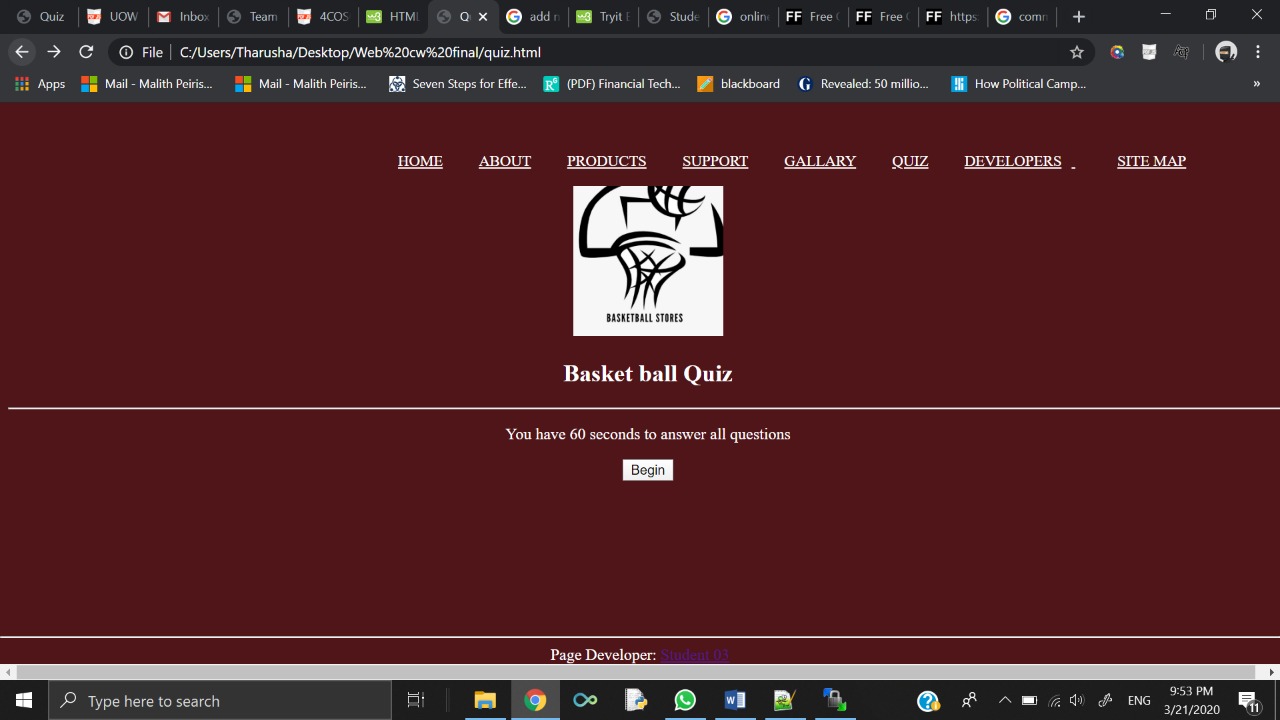 Quiz UOW Inbox Team 4COS HTML Q add n Tryit E Stude online Free Free https: comm
File C:/Users/Tharusha/Desktop/Web%20cw%20final/quiz.html
Apps Mail - Malith Peiris... Mail - Malith Peiris... Seven Steps for Effe... (PDF) Financial Tech... blackboard Revealed: 50 millio... How Political Camp... »
HOME ABOUT PRODUCTS SUPPORT GALLARY QUIZ DEVELOPERS SITE MAP
BASKETBALL STORES
Basket ball Quiz
You have 60 seconds to answer all questions
Begin
Page Developer: Student 03
Type here to search
ENG
9:53 PM
3/21/2020
11